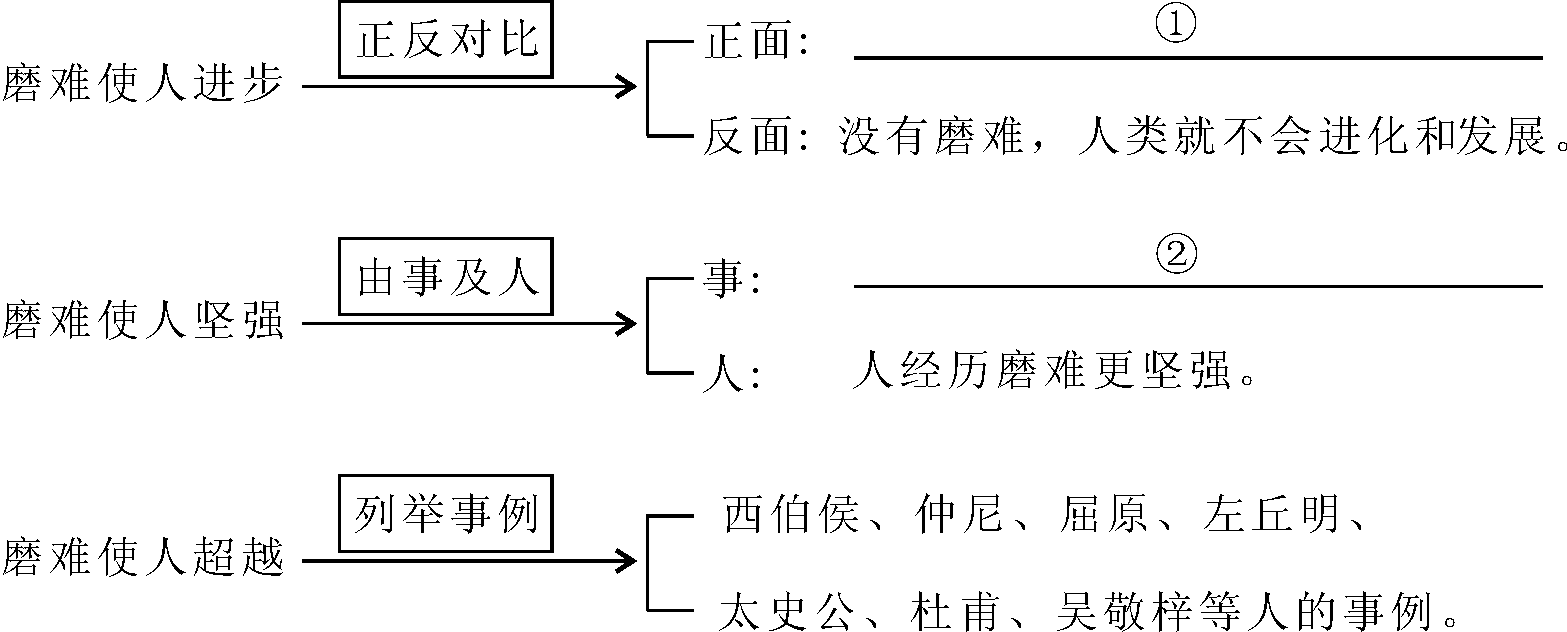 磨难使人进步 正反对比 正面: ①
反面: 没有磨难，人类就不会进化和发展。
磨难使人坚强 由事及人 事: ②
人: 人经历磨难更坚强。
磨难使人超越 列举事例 西伯侯、仲尼、屈原、左丘明、
太史公、杜甫、吴敬梓等人的事例。